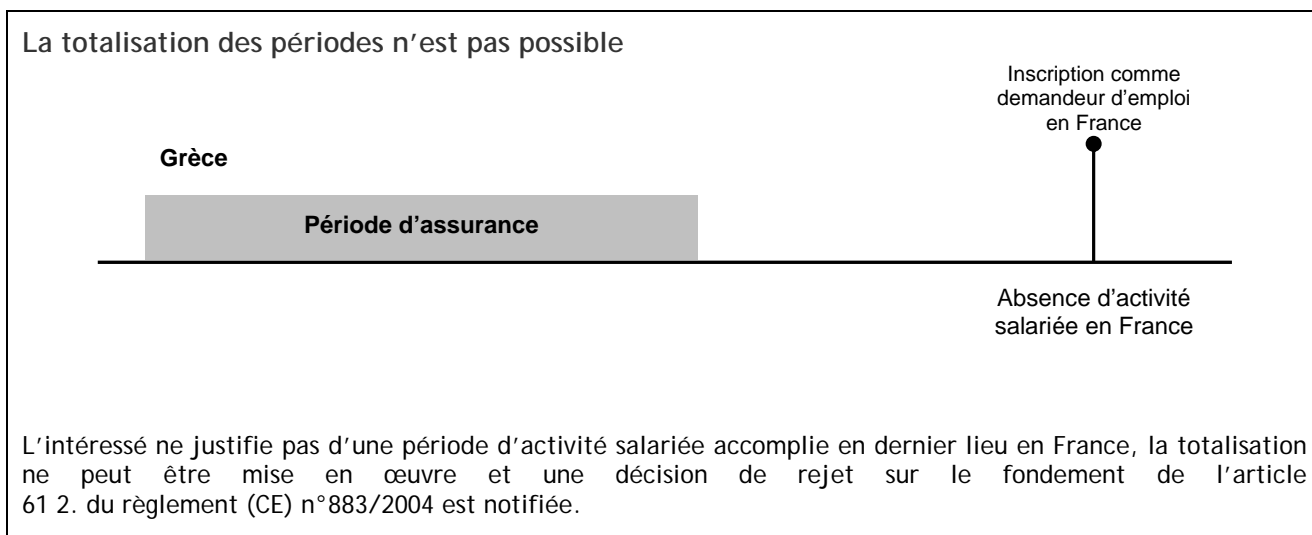 La totalisation des périodes n’est pas possible
Inscription comme
demandeur d’emploi
en France
Grèce
Période d’assurance
Absence d’activité
salariée en France
L’intéressé ne justifie pas d’une période d’activité salariée accomplie en dernier lieu en France, la totalisation
ne peut être mise en œuvre et une décision de rejet sur le fondement de l’article
61 2. du règlement (CE) n°883/2004 est notifiée.